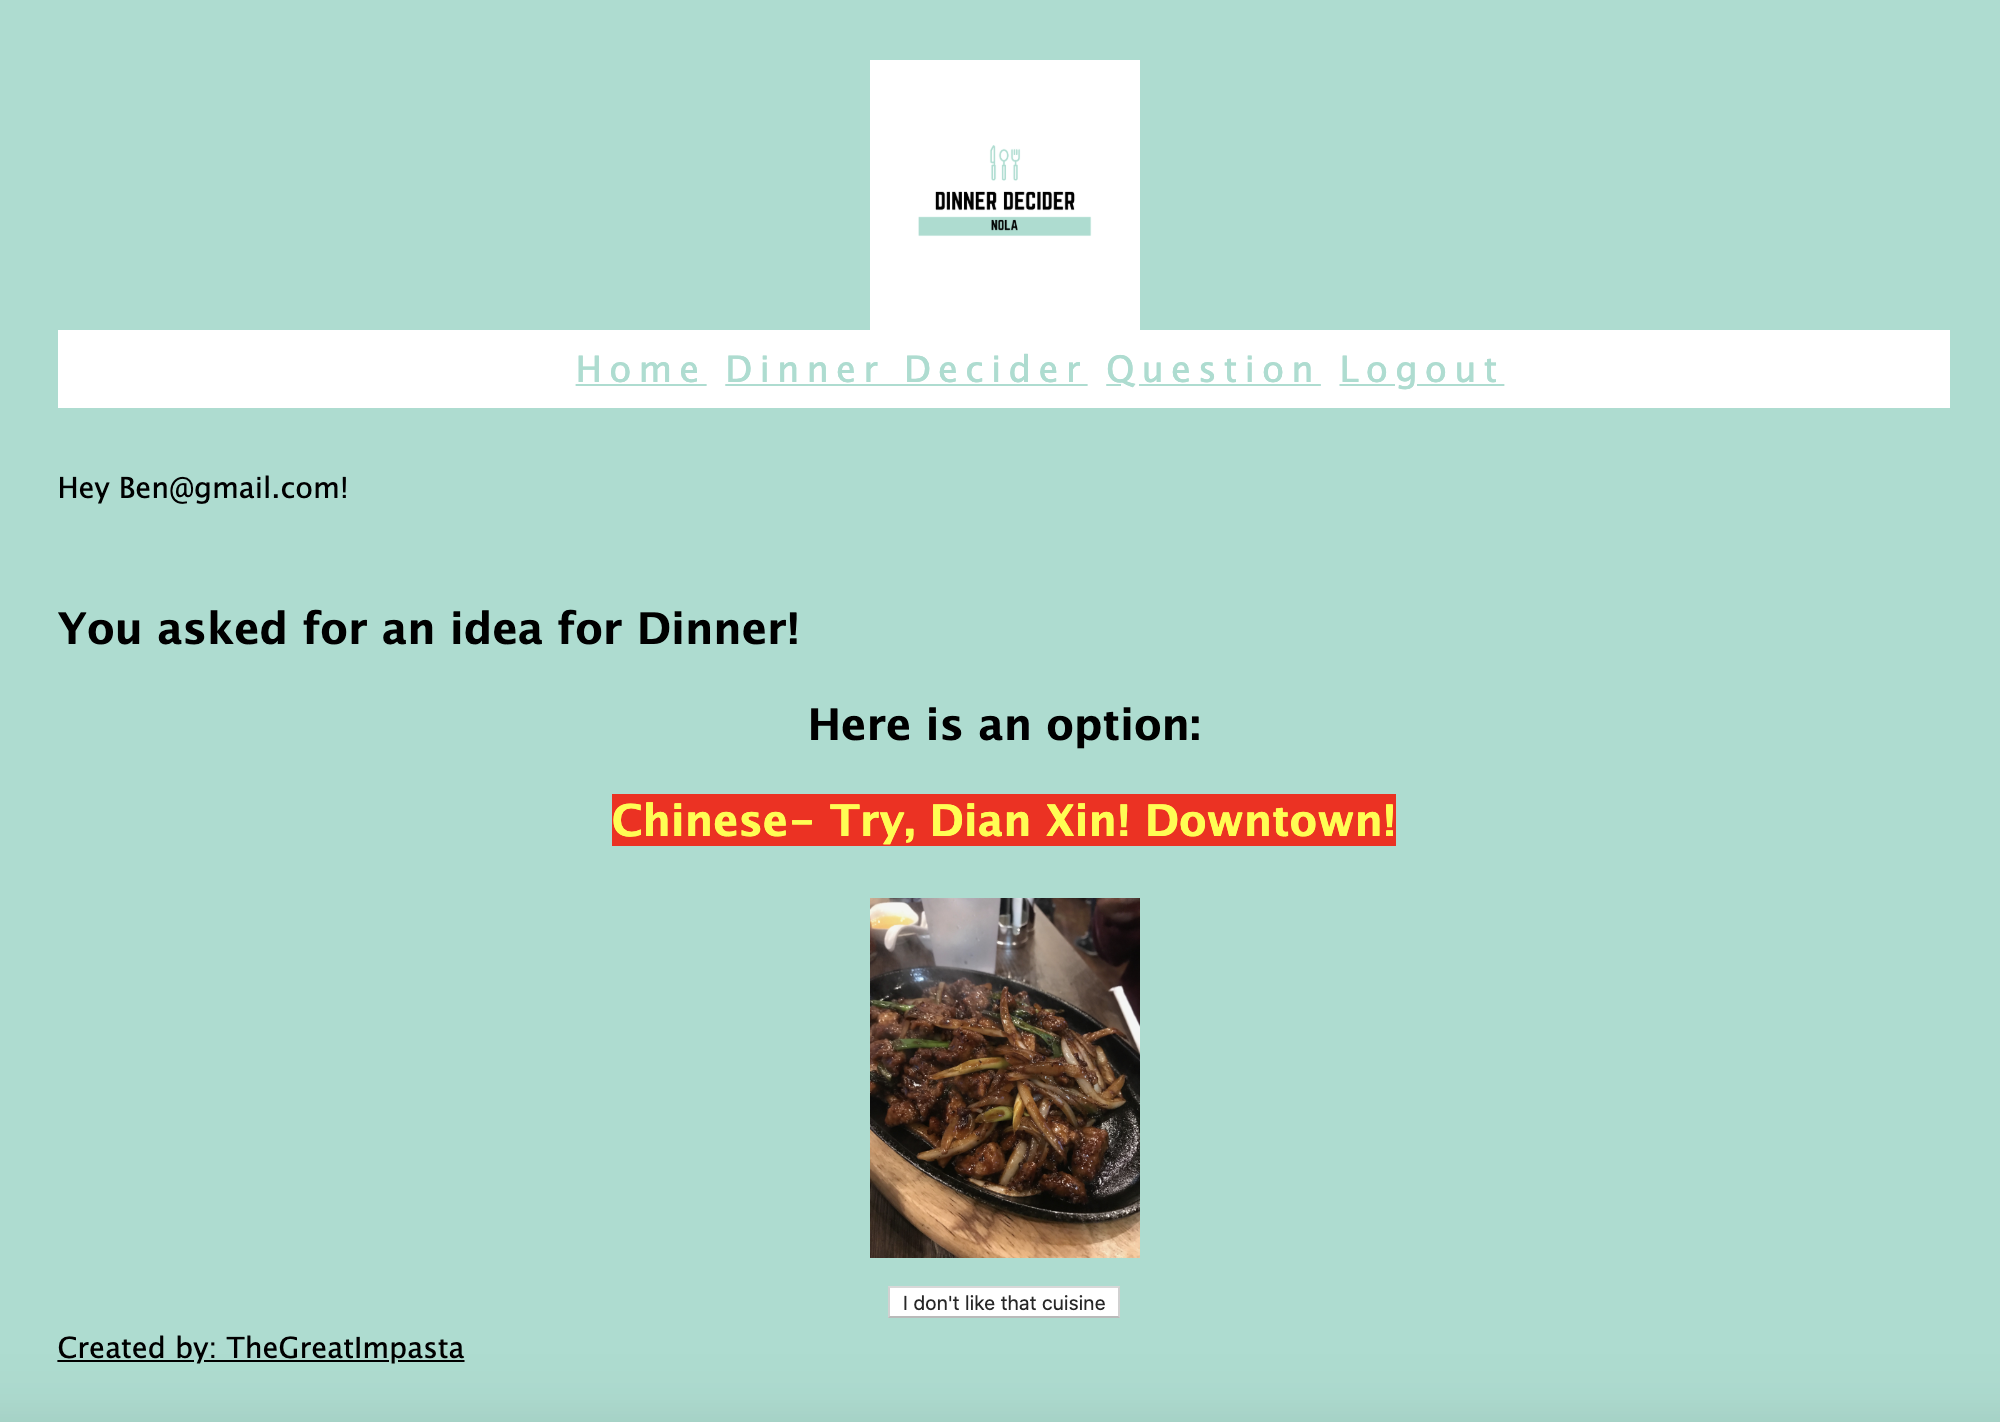 DINNER DECIDER
NOLA
Home Dinner Decider Question Logout
Hey Ben@gmail.com!
You asked for an idea for Dinner!
Here is an option:
Chinese- Try, Dian Xin! Downtown!
I don't like that cuisine
Created by: TheGreatImpasta